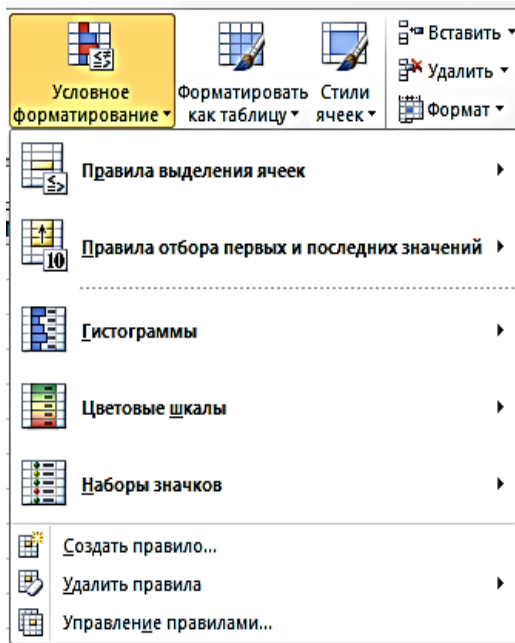 Условное
форматирование
Форматировать
как таблицу
Стили
ячеек
Вставить
Удалить
Формат
Правила выделения ячеек
10
Правила отбора первых и последних значений
Гистограммы
Цветовые шкалы
Наборы значков
Создать правило...
Удалить правила
Управление правилами...